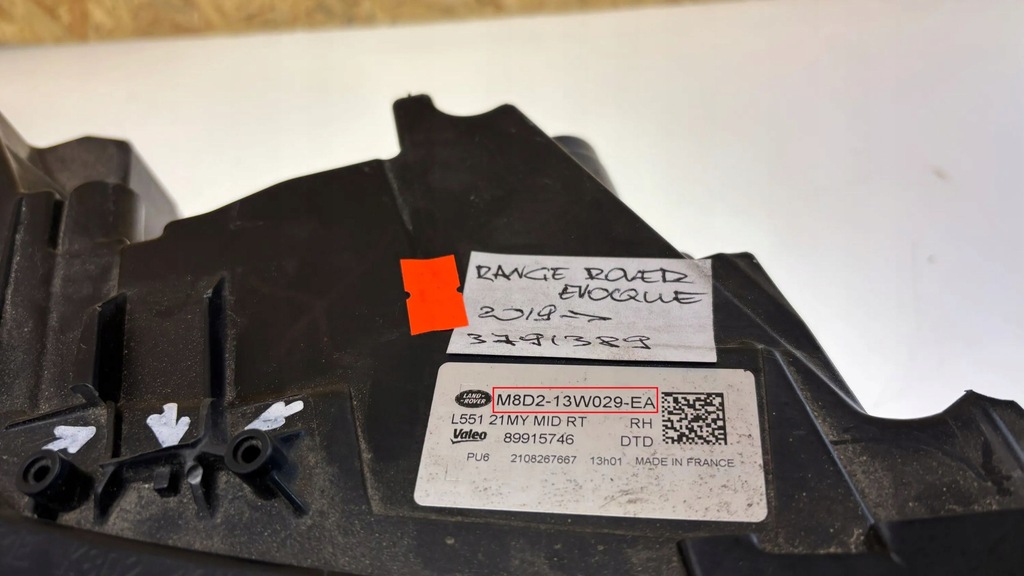 RANGE ROVER
EVOCQUE
2019->
3791389
LAND-
ROVER
M8D2-13W029-EA
L551 21MY MID RT RH
Valeo 89915746 DTD
PU6 2108267667 13h01 MADE IN FRANCE